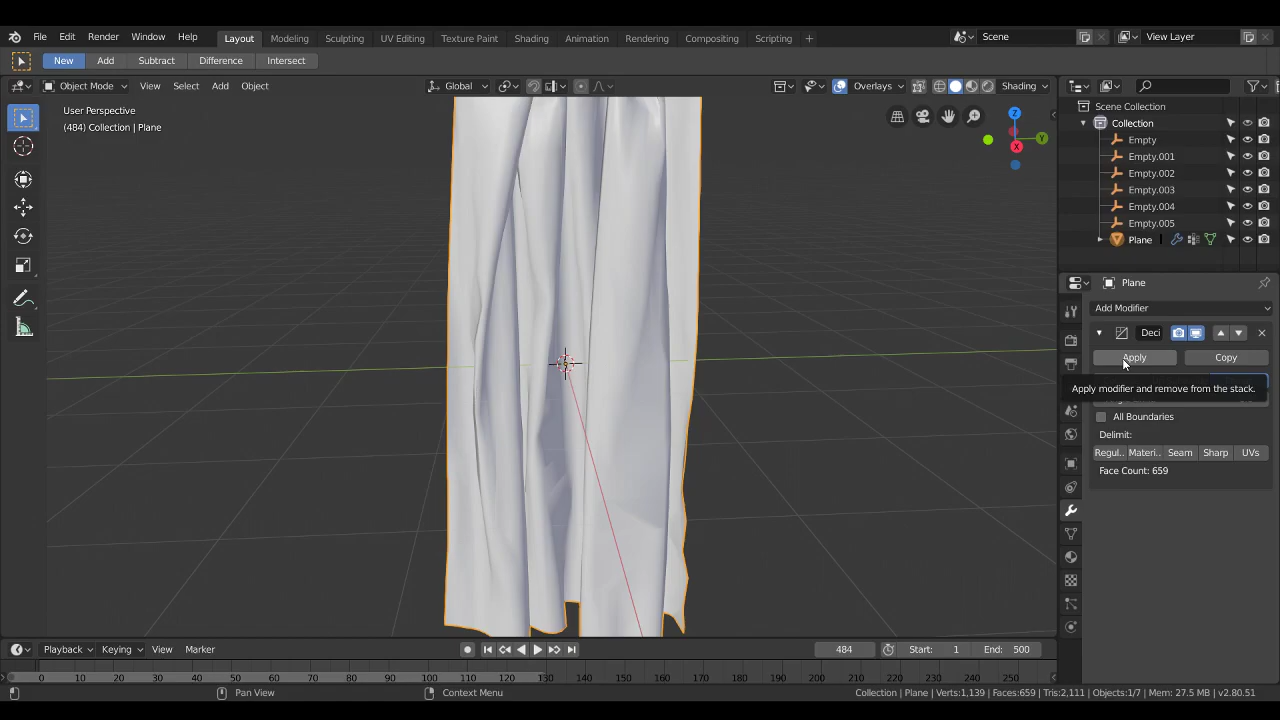 File Edit Render Window Help Layout Modeling Sculpting UV Editing Texture Paint Shading Animation Rendering Compositing Scripting + Scene View Layer
New Add Subtract Difference Intersect
Object Mode View Select Add Object Global Overlays Shading
User Perspective
(484) Collection | Plane
Z
Y
X
Scene Collection
Collection
Empty
Empty.001
Empty.002
Empty.003
Empty.004
Empty.005
Plane
Plane
Add Modifier
Deci
Apply Copy
Apply modifier and remove from the stack.
All Boundaries
Delimit:
Regul.. Materi.. Seam Sharp UVs
Face Count: 659
Playback Keying View Marker 484 Start: 1 End: 500
0 10 20 30 40 50 60 70 80 90 100 110 120 130 140 150 160 170 180 190 200 210 220 230 240 250
Pan View Context Menu Collection | Plane | Verts:1,139 | Faces:659 | Tris:2,111 | Objects:1/7 | Mem: 27.5 MB | v2.80.51